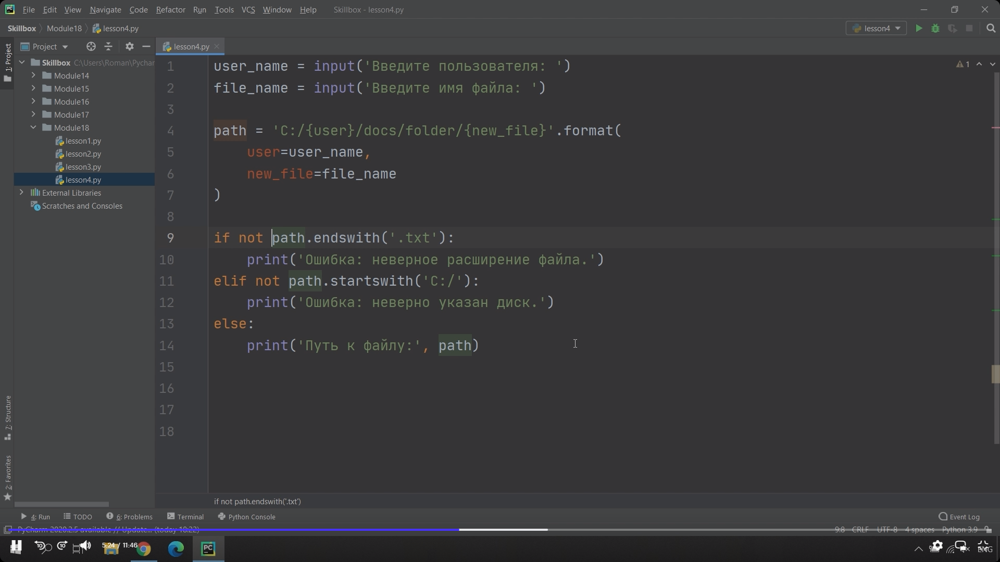 File Edit View Navigate Code Refactor Run Tools VCS Window Help Skillbox - lesson4.py
Skillbox Module18 lesson4.py lesson4
1: Project
Project lesson4.py
Skillbox C:\Users\Roman\Pychar
Module14
Module15
Module16
Module17
Module18
lesson1.py
lesson2.py
lesson3.py
lesson4.py
External Libraries
Scratches and Consoles
7: Structure
2: Favorites
1 user_name = input('Введите пользователя: ')
2 file_name = input('Введите имя файла: ')
3
4 path = 'C:/{user}/docs/folder/{new_file}'.format(
5 user=user_name,
6 new_file=file_name
7 )
8
9 if not path.endswith('.txt'):
10 print('Ошибка: неверное расширение файла.')
11 elif not path.startswith('C:/'):
12 print('Ошибка: неверно указан диск.')
13 else:
14 print('Путь к файлу:', path)
15
16
17
18
1
if not path.endswith('.txt')
4: Run TODO 6: Problems Terminal Python Console Event Log
PyCharm 2020.2.5 available // Update... (today 18:22) 9:8 CRLF UTF-8 4 spaces Python 3.9
10 10 5:24 / 11:46 ENG